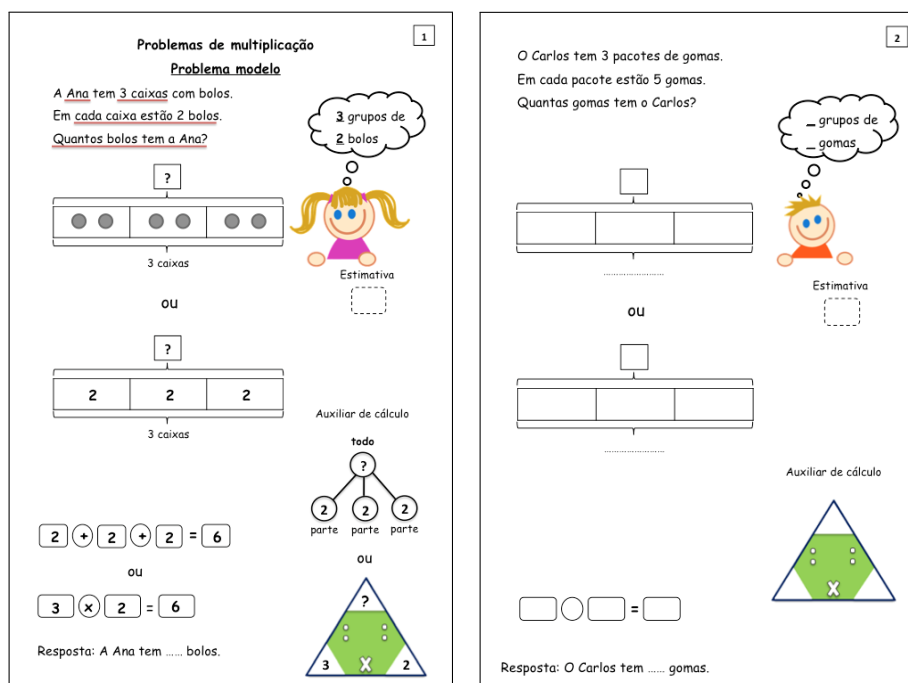 1
Problemas de multiplicação
Problema modelo
A Ana tem 3 caixas com bolos.
Em cada caixa estão 2 bolos.
Quantos bolos tem a Ana?
3 grupos de
2 bolos
?
3 caixas
Estimativa
ou
?
2 2 2
3 caixas
Auxiliar de cálculo
todo
?
2 2 2
parte parte parte
2 + 2 + 2 = 6
ou
3 x 2 = 6
ou
?
: :
3 X 2
Resposta: A Ana tem ...... bolos.
2
O Carlos tem 3 pacotes de gomas.
Em cada pacote estão 5 gomas.
Quantas gomas tem o Carlos?
_ grupos de
_ gomas
........................
Estimativa
ou
........................
Auxiliar de cálculo
: :
X
=
Resposta: O Carlos tem ...... gomas.